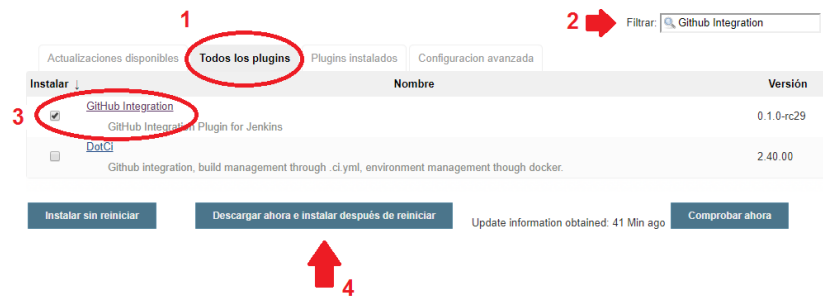 1
2
Filtrar: Github Integration
Actualizaciones disponibles Todos los plugins Plugins instalados Configuracion avanzada
Instalar ↓ Nombre Versión
3
GitHub Integration
GitHub Integration Plugin for Jenkins
0.1.0-rc29
DotCi
Github integration, build management through .ci.yml, environment management though docker.
2.40.00
Instalar sin reiniciar Descargar ahora e instalar después de reiniciar Update information obtained: 41 Min ago Comprobar ahora
4